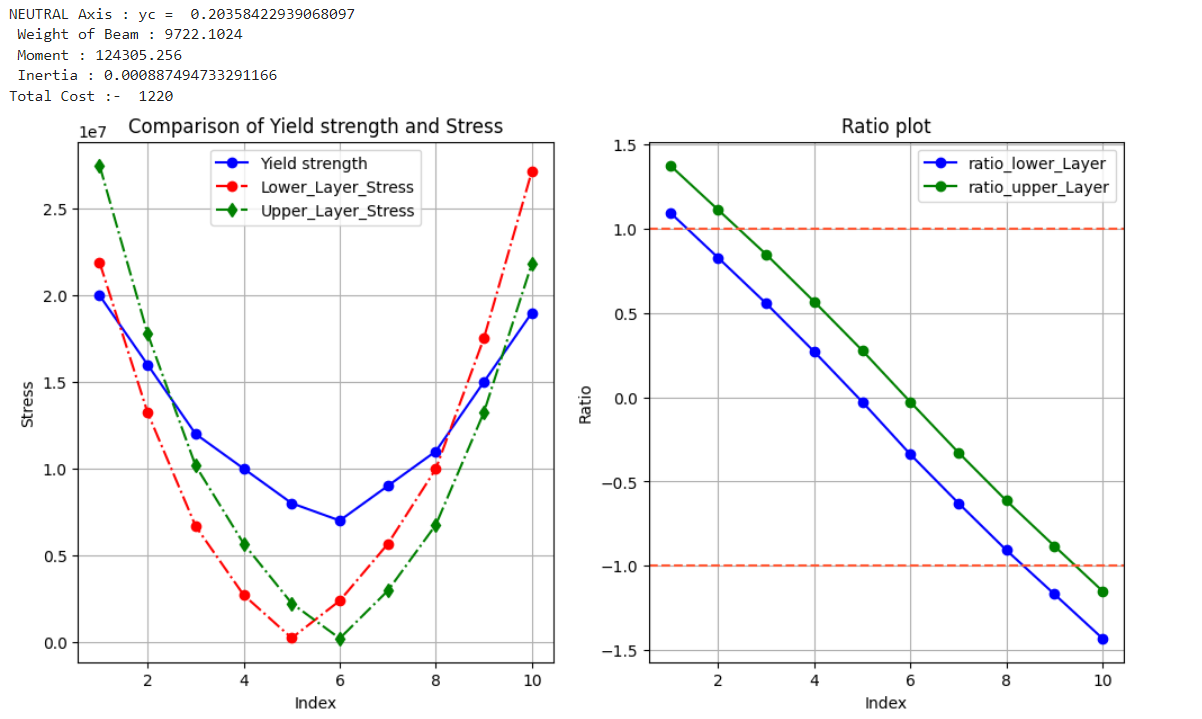 NEUTRAL Axis : yc =  0.20358422939068097
Weight of Beam : 9722.1024
Moment : 124305.256
Inertia : 0.000887494733291166
Total Cost :-  1220
1e7
Comparison of Yield strength and Stress
Yield strength
Lower_Layer_Stress
Upper_Layer_Stress
2.5
2.0
1.5
1.0
0.5
0.0
Stress
2 4 6 8 10
Index
Ratio plot
ratio_lower_Layer
ratio_upper_Layer
1.5
1.0
0.5
0.0
−0.5
−1.0
−1.5
Ratio
2 4 6 8 10
Index